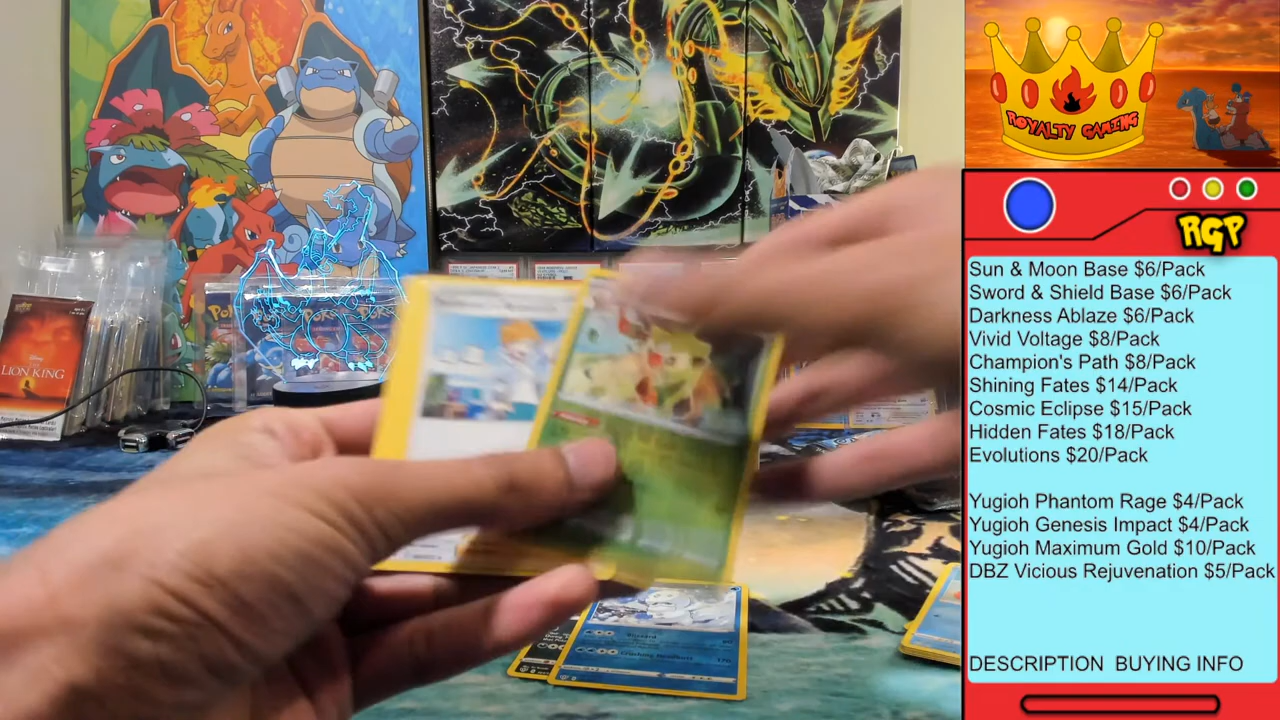 ROYALTY GAMING
RGP
Sun & Moon Base $6/Pack
Sword & Shield Base $6/Pack
Darkness Ablaze $6/Pack
Vivid Voltage $8/Pack
Champion's Path $8/Pack
Shining Fates $14/Pack
Cosmic Eclipse $15/Pack
Hidden Fates $18/Pack
Evolutions $20/Pack
Yugioh Phantom Rage $4/Pack
Yugioh Genesis Impact $4/Pack
Yugioh Maximum Gold $10/Pack
DBZ Vicious Rejuvenation $5/Pack
DESCRIPTION BUYING INFO
Disney
THE
LION KING
Blizzard